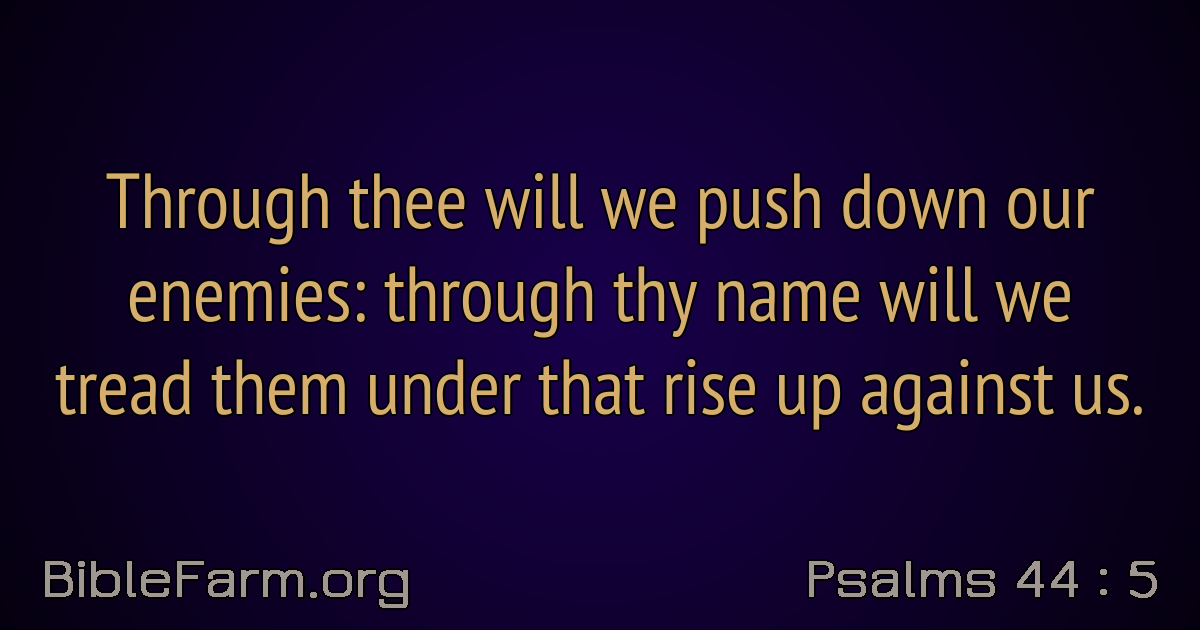 Through thee will we push down our
enemies: through thy name will we
tread them under that rise up against us.
BibleFarm.org
Psalms 44 : 5